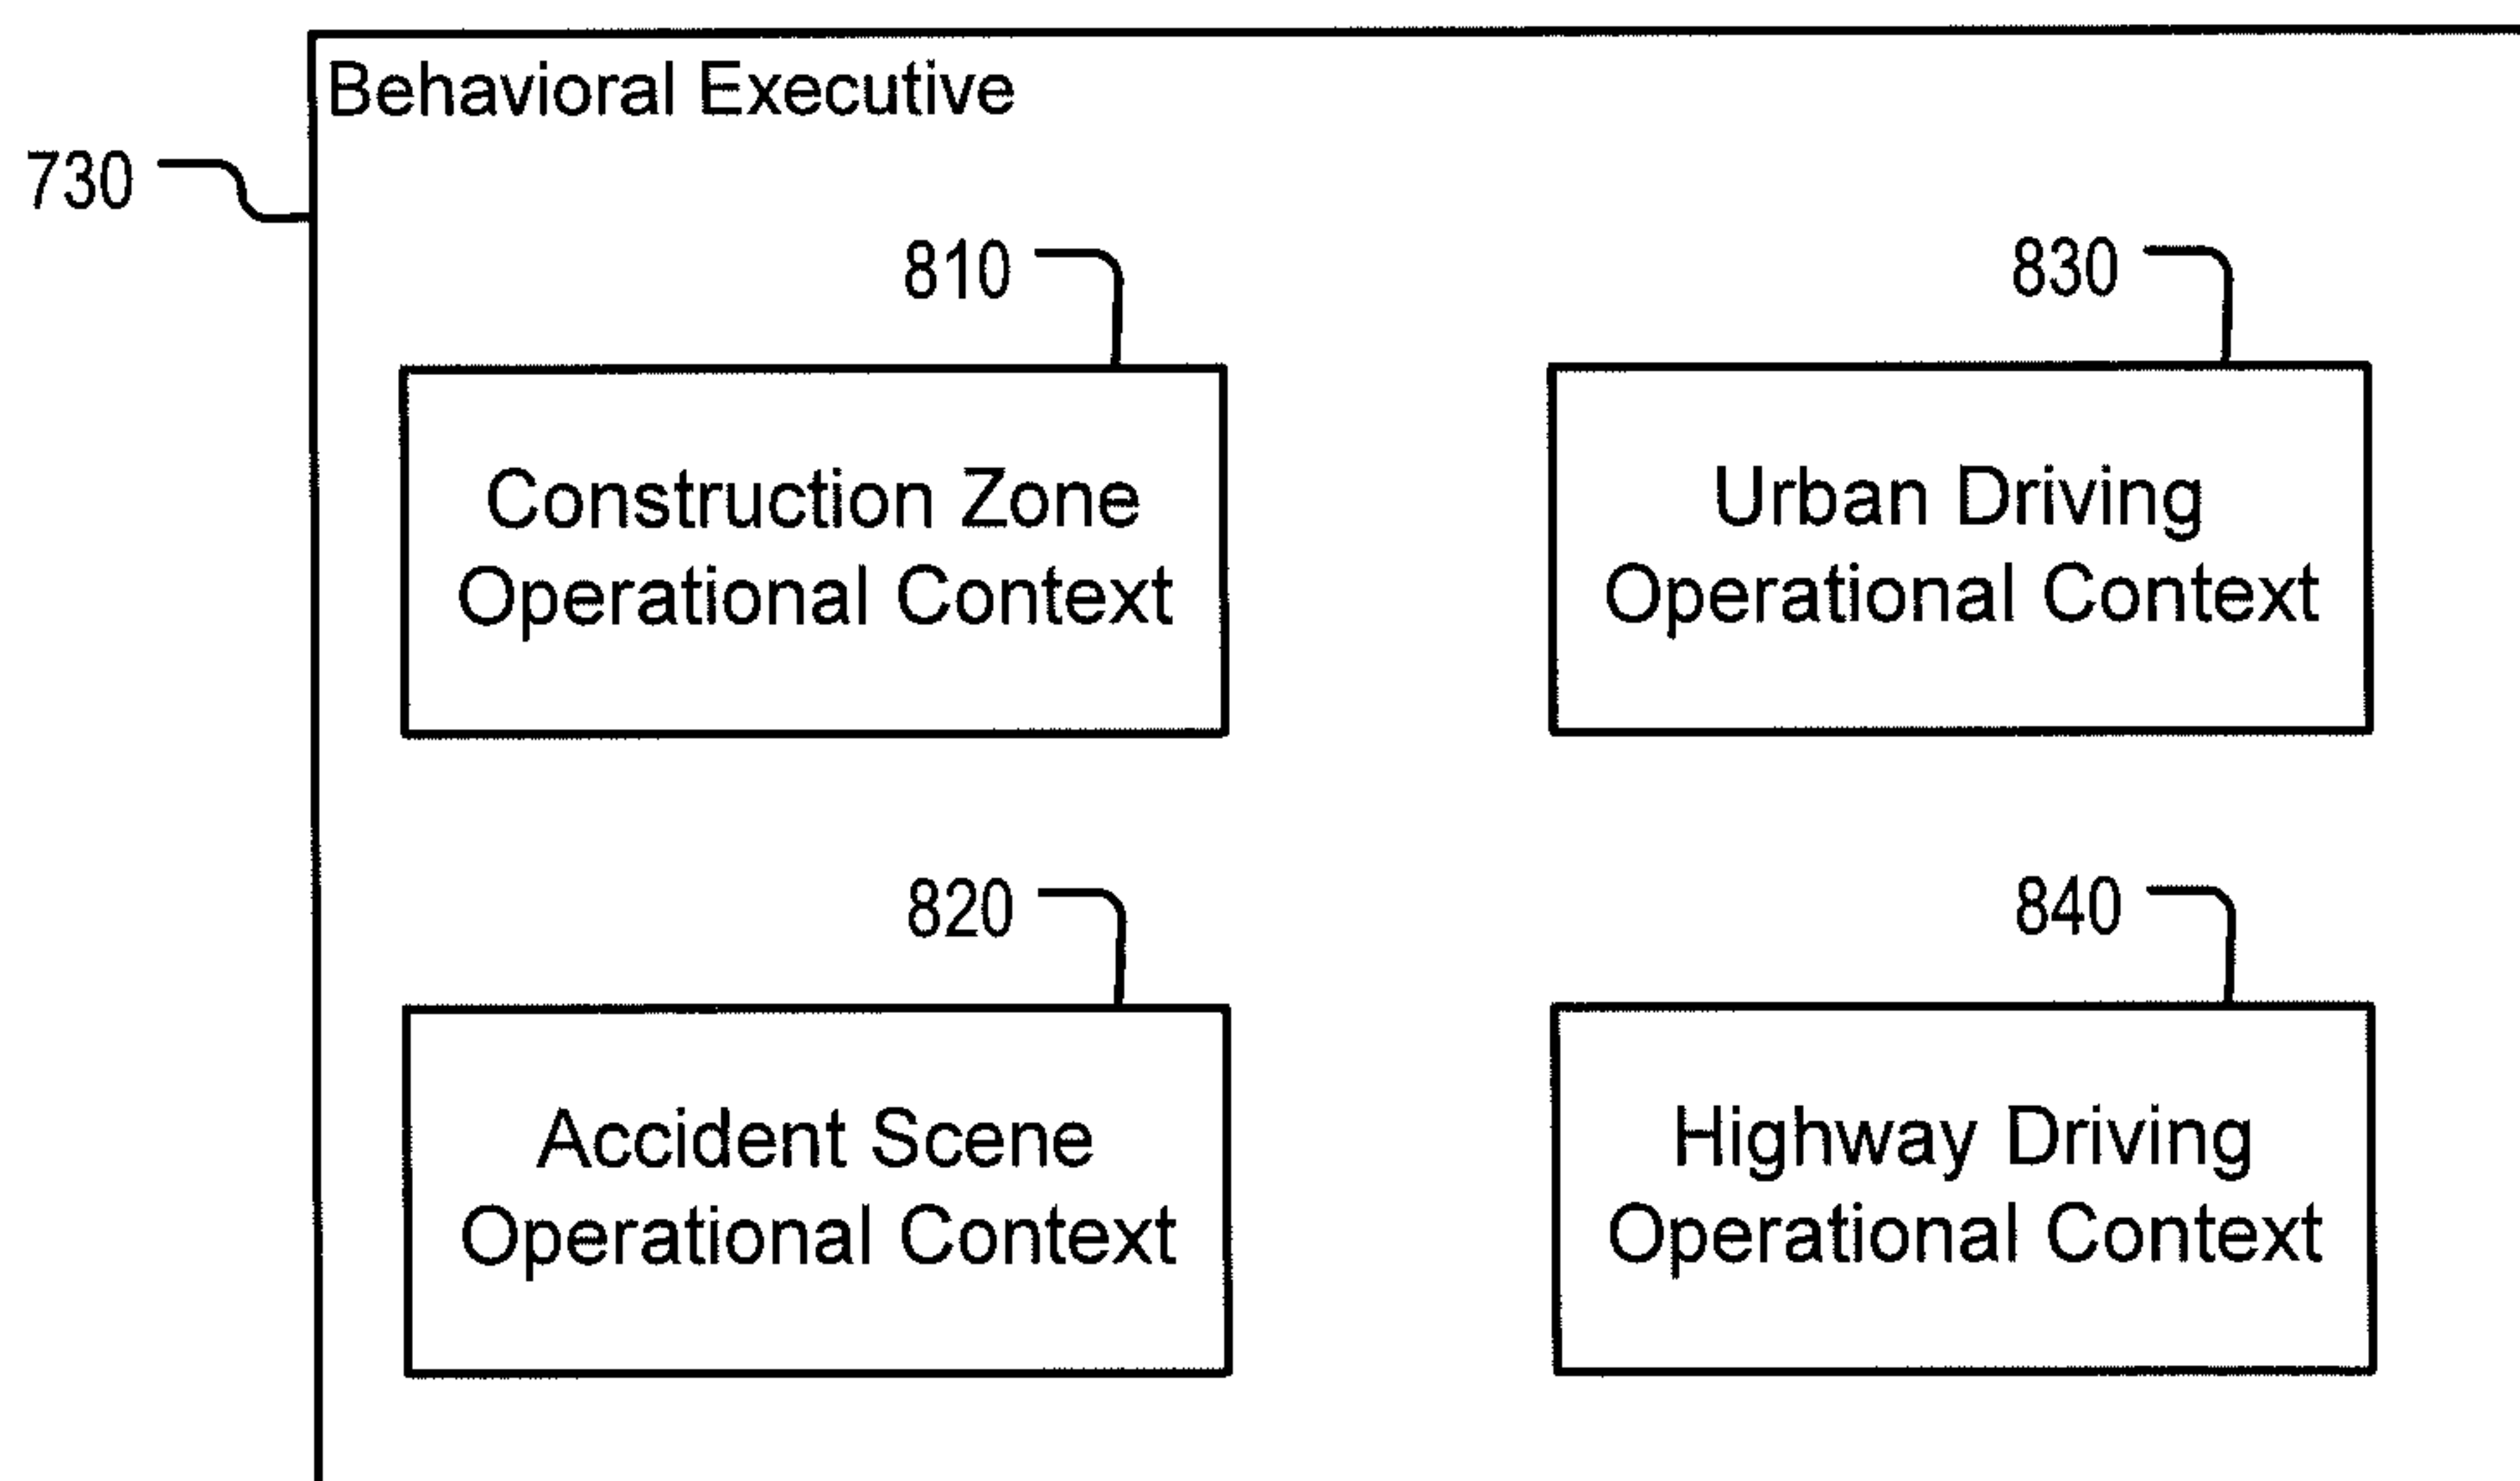 Behavioral Executive
730
810
830
Construction Zone
Operational Context
Urban Driving
Operational Context
820
840
Accident Scene
Operational Context
Highway Driving
Operational Context